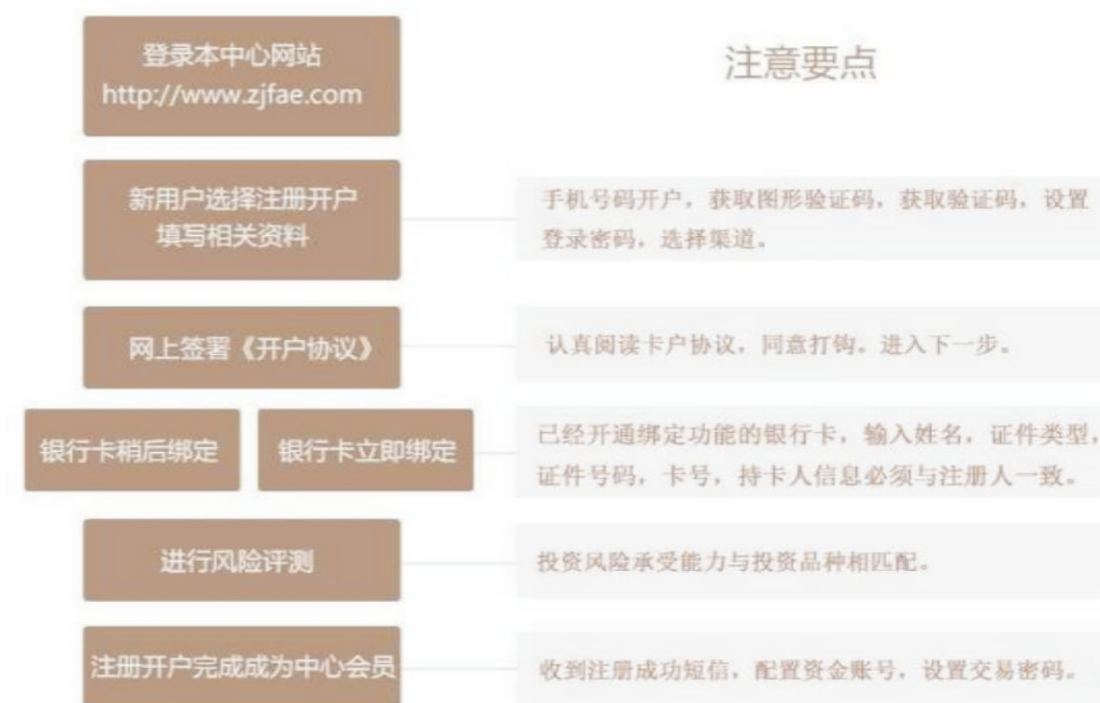 登录本中心网站
http://www.zjfae.com
注意要点
新用户选择注册开户
填写相关资料
手机号码开户，获取图形验证码，获取验证码，设置
登录密码，选择渠道。
网上签署《开户协议》
认真阅读卡户协议，同意打钩。进入下一步。
银行卡稍后绑定
银行卡立即绑定
已经开通绑定功能的银行卡，输入姓名，证件类型，
证件号码，卡号，持卡人信息必须与注册人一致。
进行风险评测
投资风险承受能力与投资品种相匹配。
注册开户完成成为中心会员
收到注册成功短信，配置资金账号，设置交易密码。